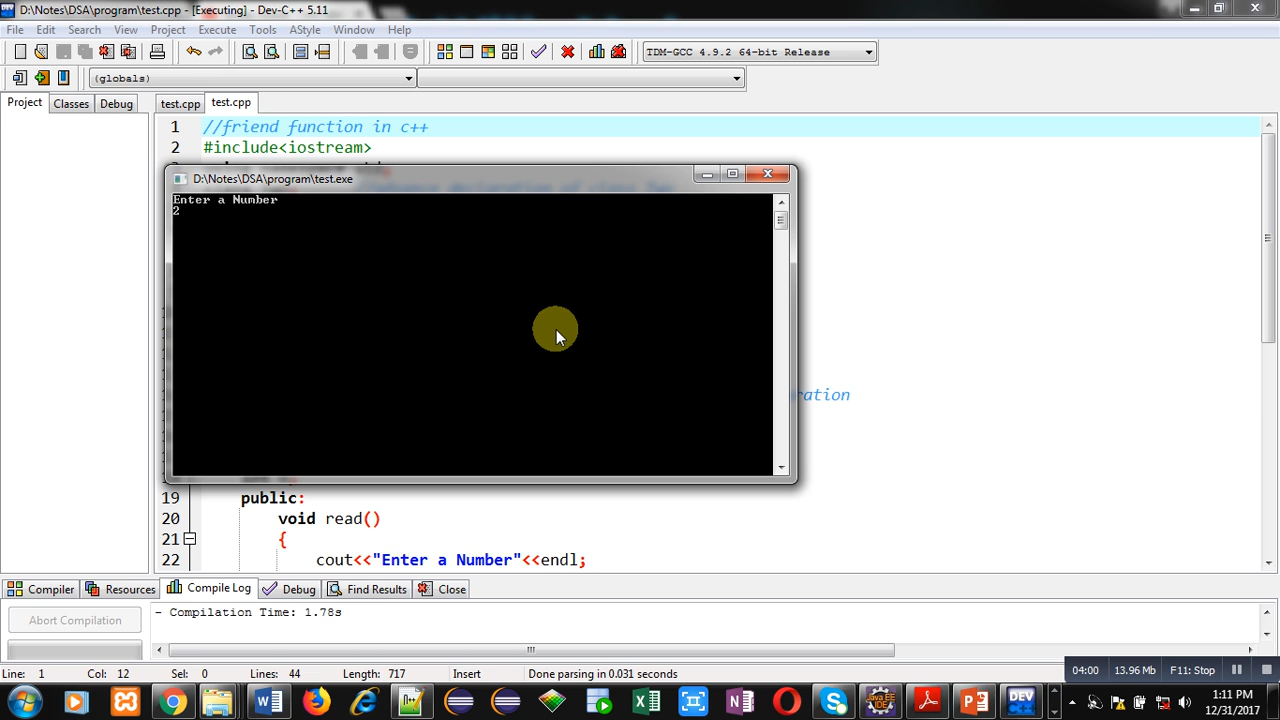 D:\Notes\DSA\program\test.cpp - [Executing] - Dev-C++ 5.11
File Edit Search View Project Execute Tools AStyle Window Help
TDM-GCC 4.9.2 64-bit Release
(globals)
Project Classes Debug test.cpp test.cpp
1 //friend function in c++
2 #include<iostream>
D:\Notes\DSA\program\test.exe
Enter a Number
2
ration
19 public:
20 void read()
21 {
22 cout<<"Enter a Number"<<endl;
Compiler Resources Compile Log Debug Find Results Close
Abort Compilation
- Compilation Time: 1.78s
Line: 1 Col: 12 Sel: 0 Lines: 44 Length: 717 Insert Done parsing in 0.031 seconds
04:00 13.96 Mb F11: Stop
DEV
1:11 PM
12/31/2017